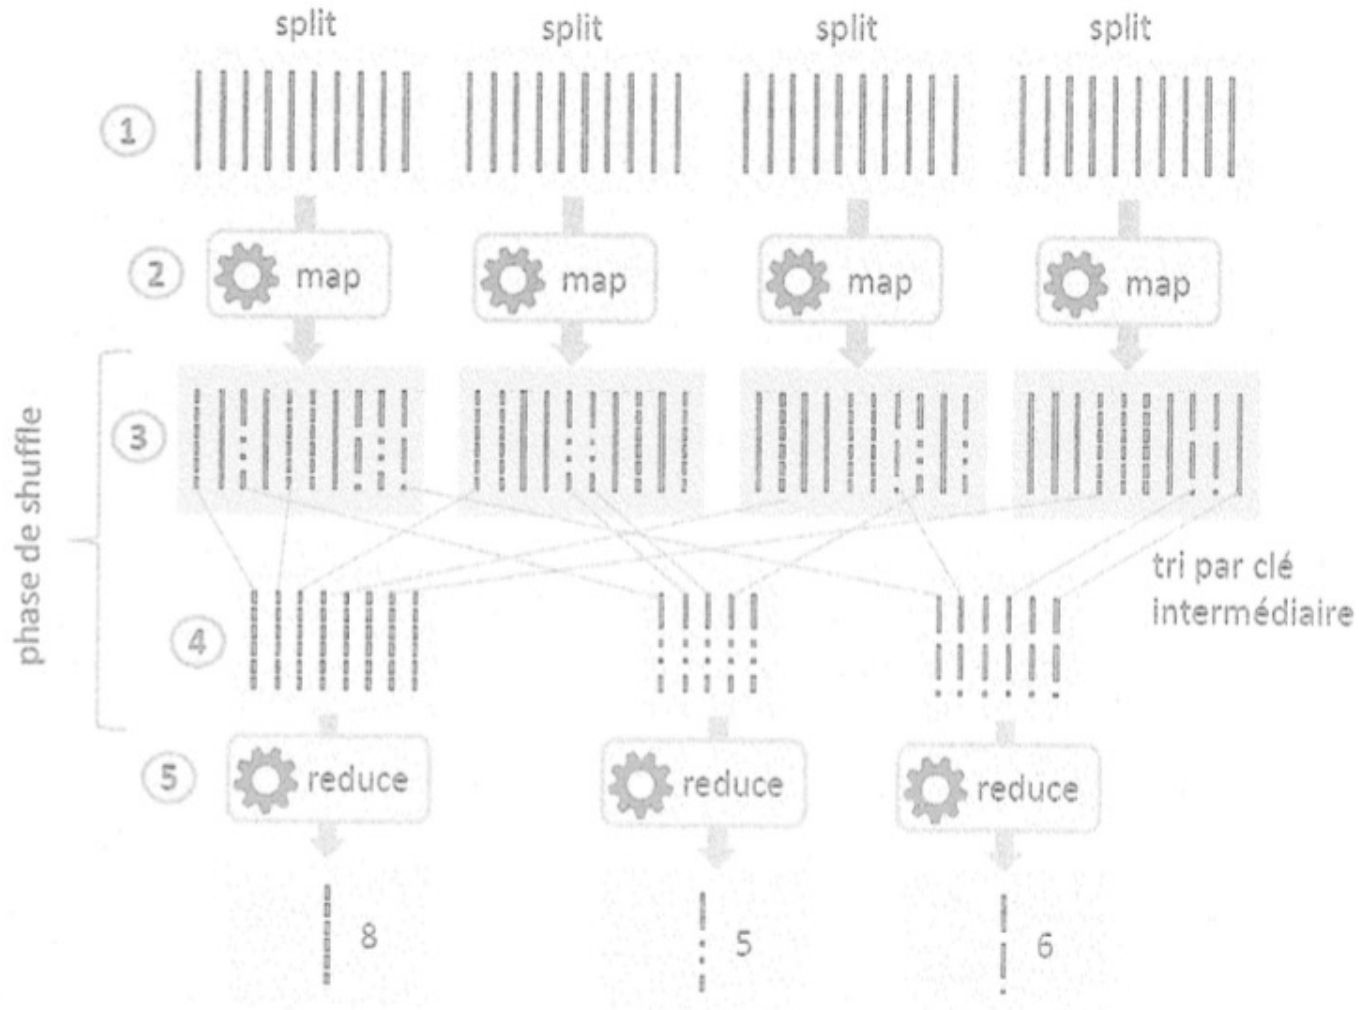 split
split
split
split
1
2
map
map
map
map
phase de shuffle
3
tri par clé
intermédiaire
4
5
reduce
reduce
reduce
8
5
6